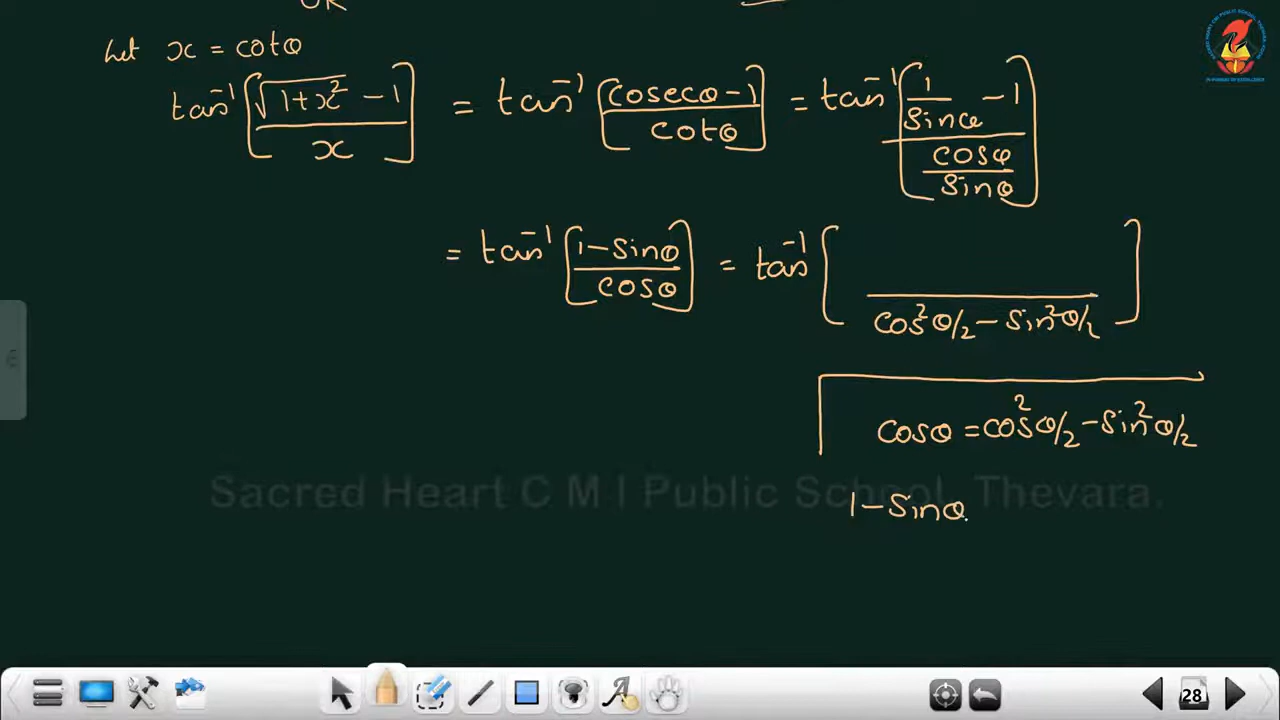 OR
Let x = cotθ
tan⁻¹[(√(1+x²) − 1)/x] = tan⁻¹[(cosecθ − 1)/cotθ] = tan⁻¹[(1/sinθ − 1)/(cosθ/sinθ)]
= tan⁻¹[(1 − sinθ)/cosθ] = tan⁻¹[ /(cos²θ/2 − sin²θ/2)]
cosθ = cos²θ/2 − sin²θ/2
Sacred Heart C M I Public School, Thevara.
1 − sinθ
28